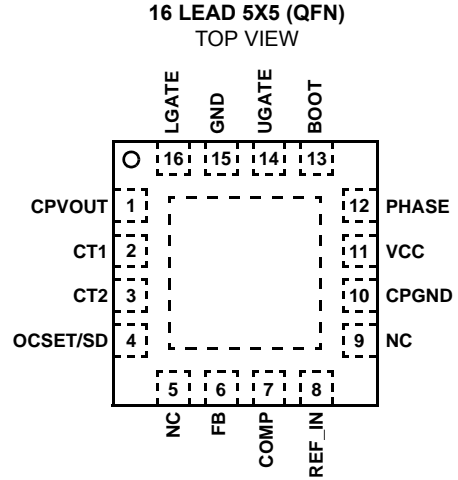 16 LEAD 5X5 (QFN)
TOP VIEW
LGATE
GND
UGATE
BOOT
16
15
14
13
CPVOUT 1
CT1 2
CT2 3
OCSET/SD 4
12 PHASE
11 VCC
10 CPGND
9 NC
5
6
7
8
NC
FB
COMP
REF_IN